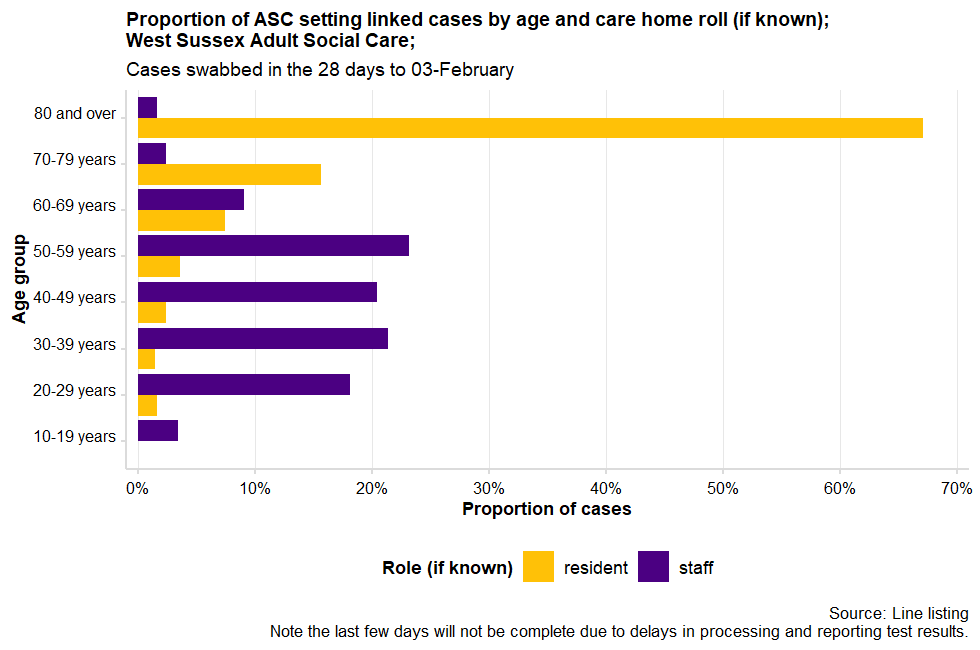 Proportion of ASC setting linked cases by age and care home roll (if known);
West Sussex Adult Social Care;
Cases swabbed in the 28 days to 03-February
Age group
80 and over
70-79 years
60-69 years
50-59 years
40-49 years
30-39 years
20-29 years
10-19 years
0% 10% 20% 30% 40% 50% 60% 70%
Proportion of cases
Role (if known) resident staff
Source: Line listing
Note the last few days will not be complete due to delays in processing and reporting test results.